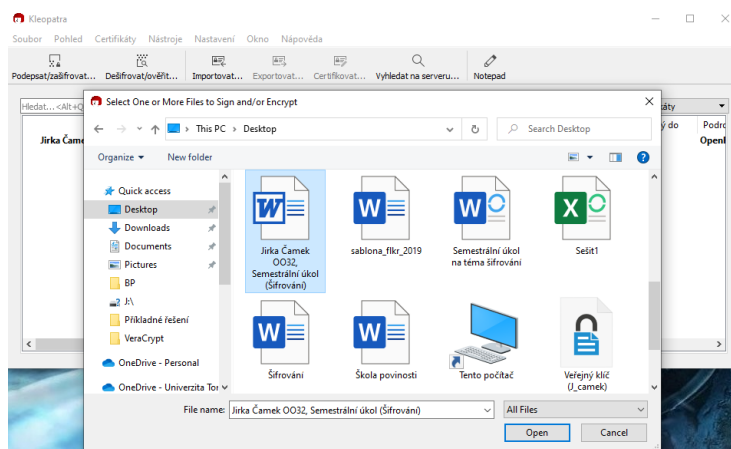 Kleopatra
Soubor Pohled Certifikáty Nástroje Nastavení Okno Nápověda
Podepsat/zašifrovat... Dešifrovat/ověřit... Importovat... Exportovat... Certifikovat... Vyhledat na serveru... Notepad
Hledat...<Alt+Q
áty
Select One or More Files to Sign and/or Encrypt
ý do Podro
Jirka Čame
Openl
This PC > Desktop
Search Desktop
Organize
New folder
Quick access
Desktop
Downloads
Documents
Pictures
BP
J:\
Příkladné řešení
VeraCrypt
OneDrive - Personal
OneDrive - Univerzita Tor
Jirka Čamek
OO32,
Semestrální úkol
(Šifrování)
sablona_flkr_2019
Semestrální úkol
na téma šifrování
Sešit1
Šifrování
Škola povinosti
Tento počítač
Veřejný klíč
(J_camek)
File name: Jirka Čamek OO32, Semestrální úkol (Šifrování)
All Files
Open
Cancel